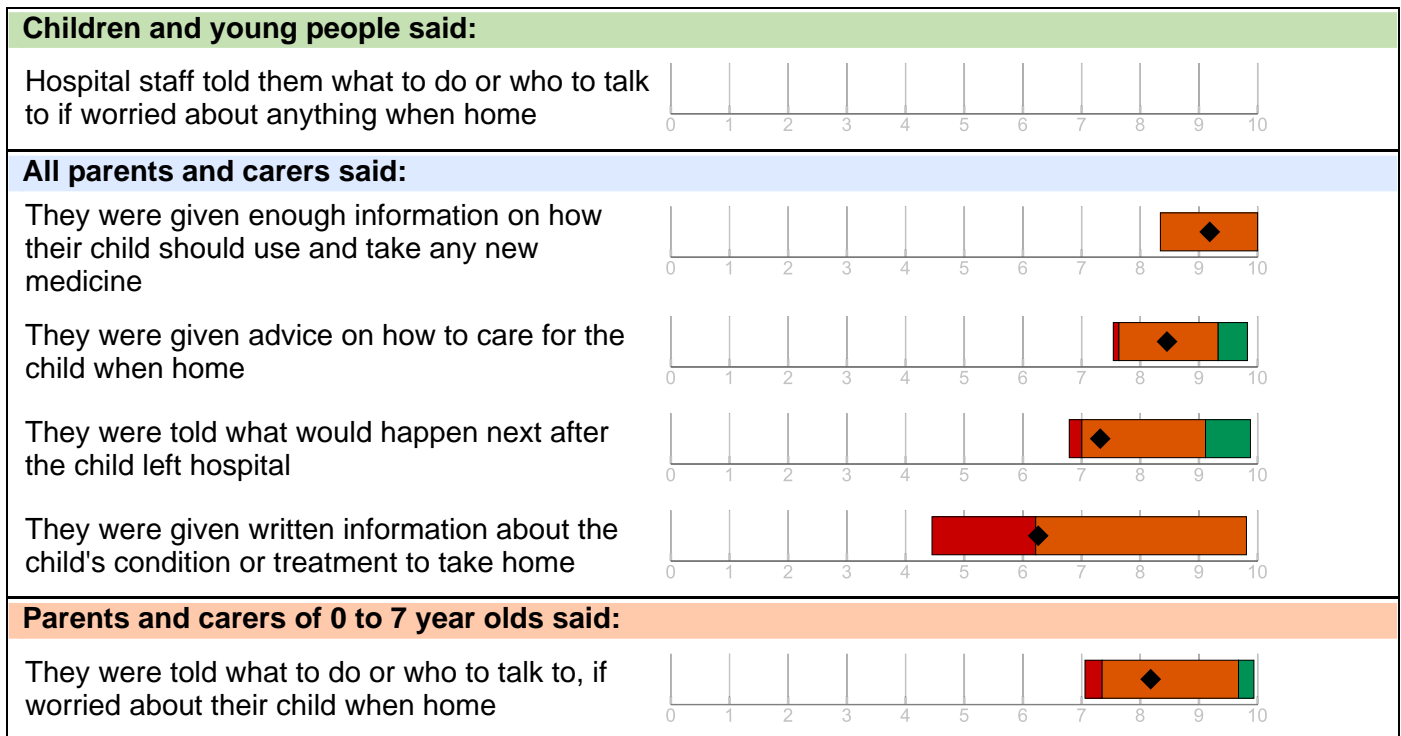 Children and young people said:
Hospital staff told them what to do or who to talk
to if worried about anything when home
0 1 2 3 4 5 6 7 8 9 10
All parents and carers said:
They were given enough information on how
their child should use and take any new
medicine
0 1 2 3 4 5 6 7 8 9 10
They were given advice on how to care for the
child when home
0 1 2 3 4 5 6 7 8 9 10
They were told what would happen next after
the child left hospital
0 1 2 3 4 5 6 7 8 9 10
They were given written information about the
child's condition or treatment to take home
0 1 2 3 4 5 6 7 8 9 10
Parents and carers of 0 to 7 year olds said:
They were told what to do or who to talk to, if
worried about their child when home
0 1 2 3 4 5 6 7 8 9 10